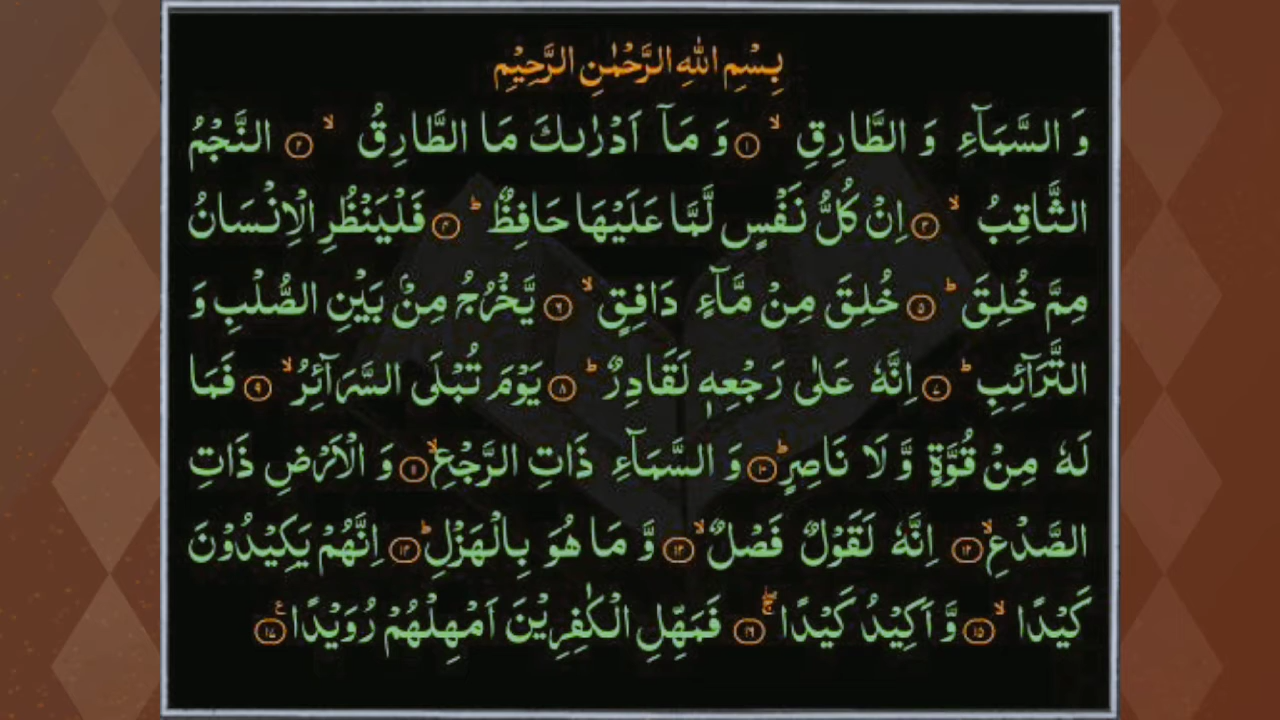 بِسْمِ اللهِ الرَّحْمٰنِ الرَّحِيْمِ
وَ السَّمَآءِ وَ الطَّارِقِ ۙ ۝۱ وَ مَاۤ اَدْرٰىكَ مَا الطَّارِقُ ۙ ۝۲ النَّجْمُ
الثَّاقِبُ ۙ ۝۳ اِنْ كُلُّ نَفْسٍ لَّمَّا عَلَيْهَا حَافِظٌ ؕ ۝۴ فَلْيَنْظُرِ الْاِنْسَانُ
مِمَّ خُلِقَ ؕ ۝۵ خُلِقَ مِنْ مَّآءٍ دَافِقٍ ۙ ۝۶ يَّخْرُجُ مِنْۢ بَيْنِ الصُّلْبِ وَ
التَّرَآئِبِ ؕ ۝۷ اِنَّهٗ عَلٰى رَجْعِهٖ لَقَادِرٌ ؕ ۝۸ يَوْمَ تُبْلَى السَّرَآئِرُ ۙ ۝۹ فَمَا
لَهٗ مِنْ قُوَّةٍ وَّ لَا نَاصِرٍ ؕ ۝۱۰ وَ السَّمَآءِ ذَاتِ الرَّجْعِ ۙ ۝۱۱ وَ الْاَرْضِ ذَاتِ
الصَّدْعِ ۙ ۝۱۲ اِنَّهٗ لَقَوْلٌ فَصْلٌ ۙ ۝۱۳ وَّ مَا هُوَ بِالْهَزْلِ ؕ ۝۱۴ اِنَّهُمْ يَكِيْدُوْنَ
كَيْدًا ۙ ۝۱۵ وَّ اَكِيْدُ كَيْدًا ۚۖ ۝۱۶ فَمَهِّلِ الْكٰفِرِيْنَ اَمْهِلْهُمْ رُوَيْدًا ۝۱۷ ع